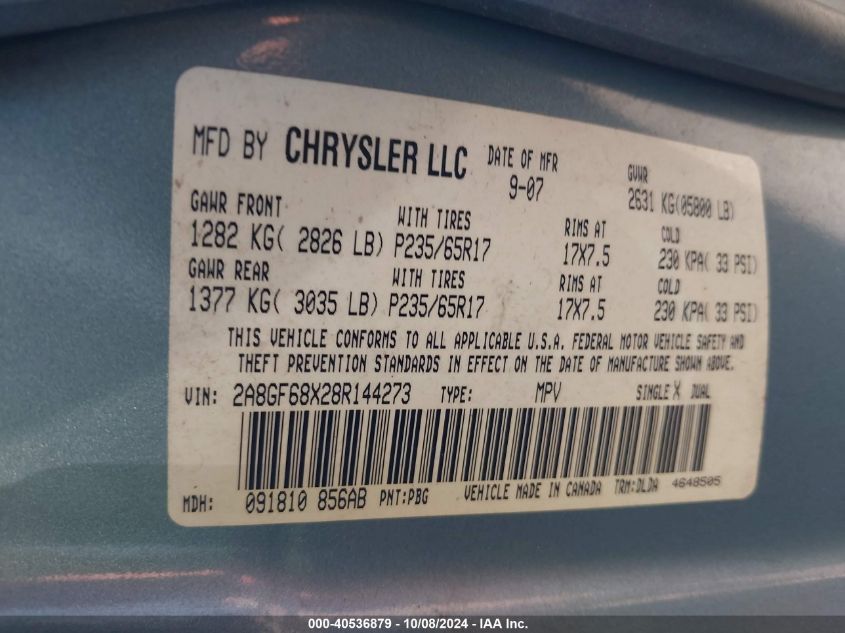 MFD BY CHRYSLER LLC DATE OF MFR 9-07 GVWR 2631 KG(05800 LB)
GAWR FRONT WITH TIRES RIMS AT COLD
1282 KG( 2826 LB) P235/65R17 17X7.5 230 KPA( 33 PSI)
GAWR REAR WITH TIRES RIMS AT COLD
1377 KG( 3035 LB) P235/65R17 17X7.5 230 KPA( 33 PSI)
THIS VEHICLE CONFORMS TO ALL APPLICABLE U.S.A. FEDERAL MOTOR VEHICLE SAFETY AND
THEFT PREVENTION STANDARDS IN EFFECT ON THE DATE OF MANUFACTURE SHOWN ABOVE.
VIN: 2A8GF68X28R144273 TYPE: MPV SINGLE X DUAL
MDH: 091810 856AB PNT:PBG VEHICLE MADE IN CANADA TRM:DLDA 4648505
000-40536879 - 10/08/2024 - IAA Inc.